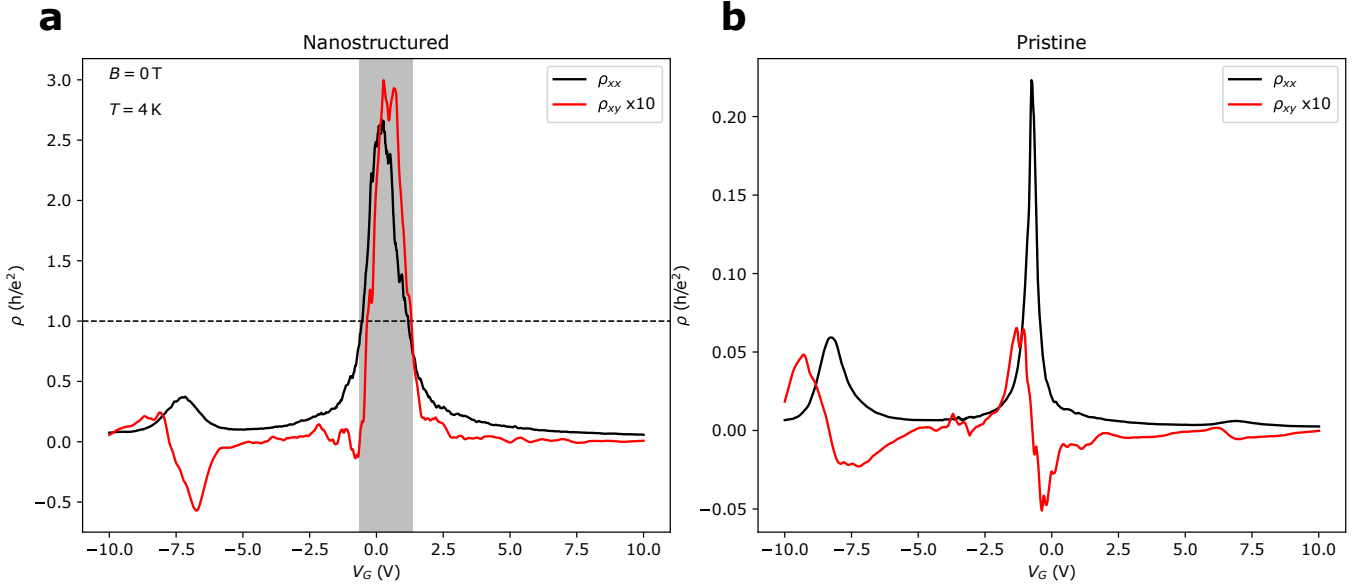 a
Nanostructured
B = 0 T
T = 4 K
ρxx
ρxy x10
3.0
2.5
2.0
1.5
1.0
0.5
0.0
−0.5
ρ (h/e²)
−10.0 −7.5 −5.0 −2.5 0.0 2.5 5.0 7.5 10.0
VG (V)
b
Pristine
ρxx
ρxy x10
0.20
0.15
0.10
0.05
0.00
−0.05
ρ (h/e²)
−10.0 −7.5 −5.0 −2.5 0.0 2.5 5.0 7.5 10.0
VG (V)